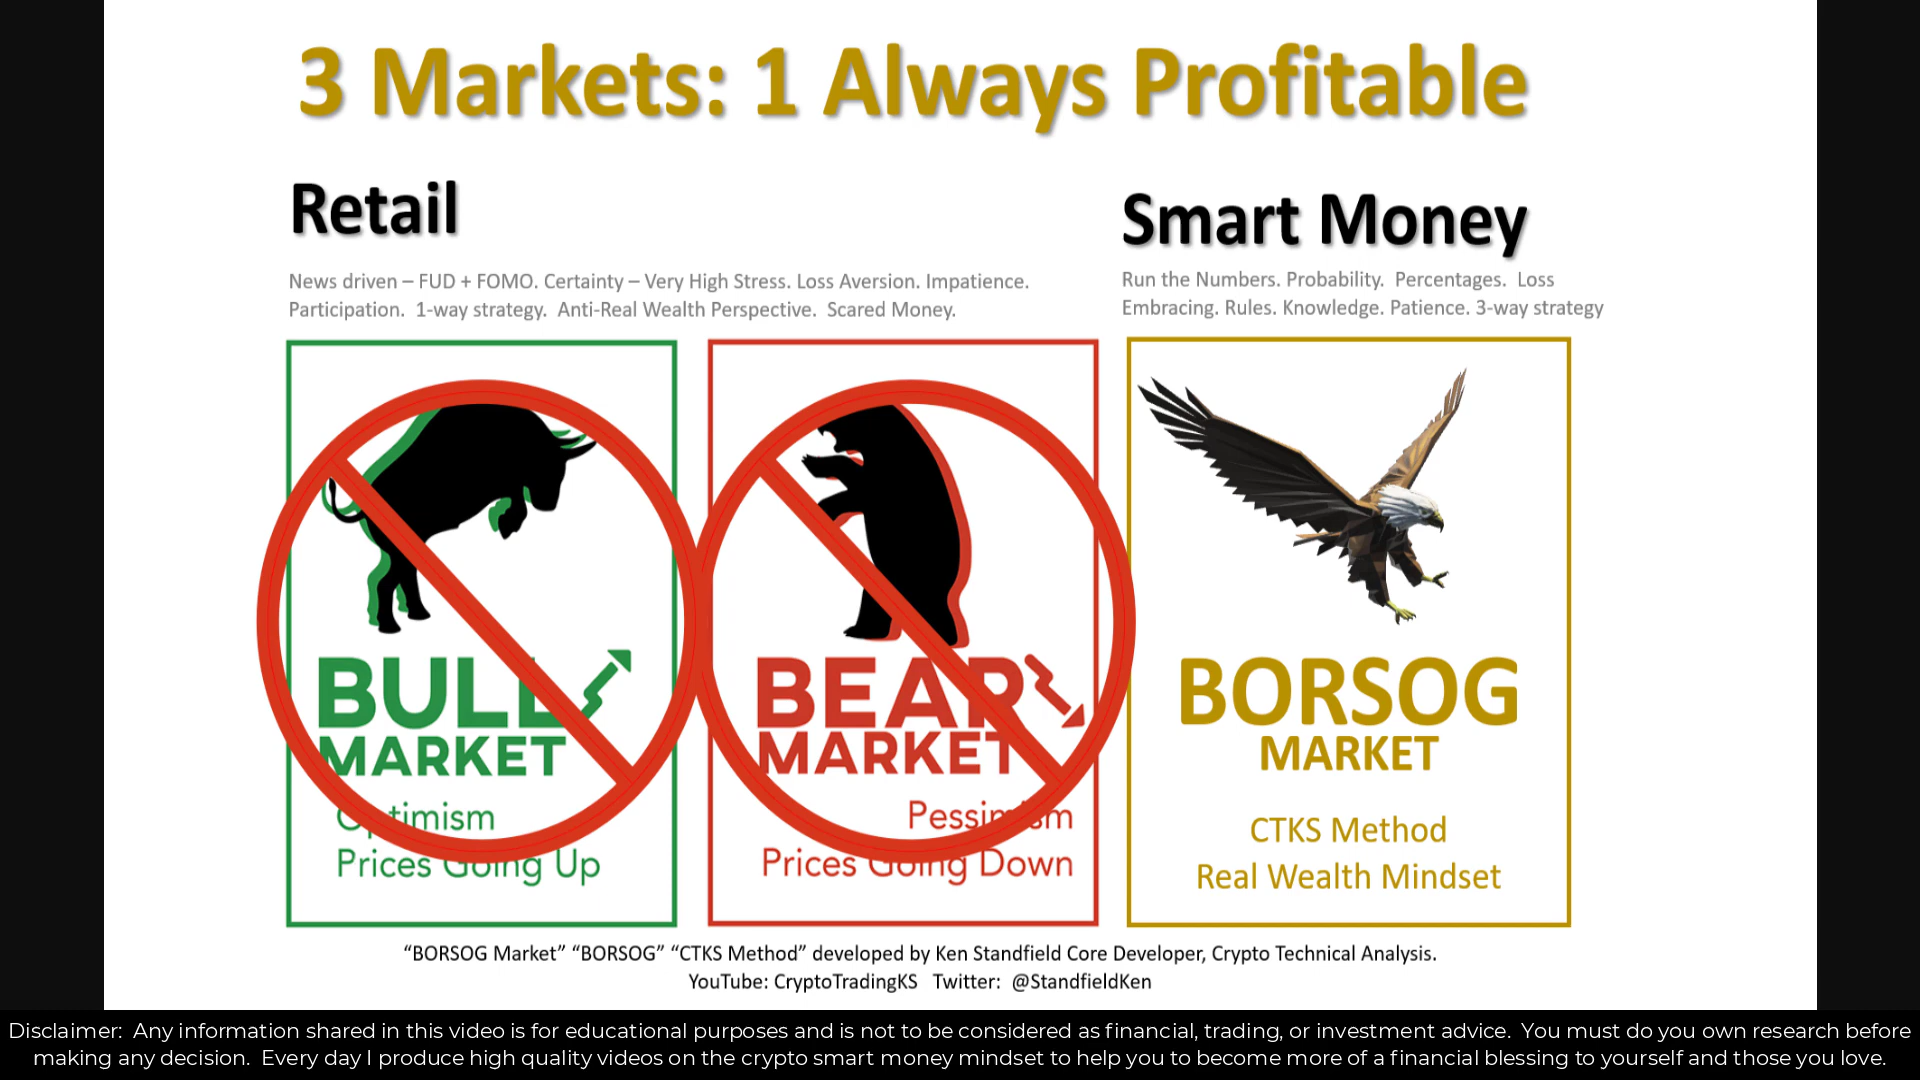 3 Markets: 1 Always Profitable
Retail
News driven – FUD + FOMO. Certainty – Very High Stress. Loss Aversion. Impatience.
Participation.  1-way strategy.  Anti-Real Wealth Perspective.  Scared Money.
Smart Money
Run the Numbers. Probability.  Percentages.  Loss
Embracing. Rules. Knowledge. Patience. 3-way strategy
BULL
MARKET
Optimism
Prices Going Up
BEAR
MARKET
Pessimism
Prices Going Down
BORSOG
MARKET
CTKS Method
Real Wealth Mindset
“BORSOG Market” “BORSOG” “CTKS Method” developed by Ken Standfield Core Developer, Crypto Technical Analysis.
YouTube: CryptoTradingKS   Twitter:  @StandfieldKen
Disclaimer:  Any information shared in this video is for educational purposes and is not to be considered as financial, trading, or investment advice.  You must do you own research before
making any decision.  Every day I produce high quality videos on the crypto smart money mindset to help you to become more of a financial blessing to yourself and those you love.